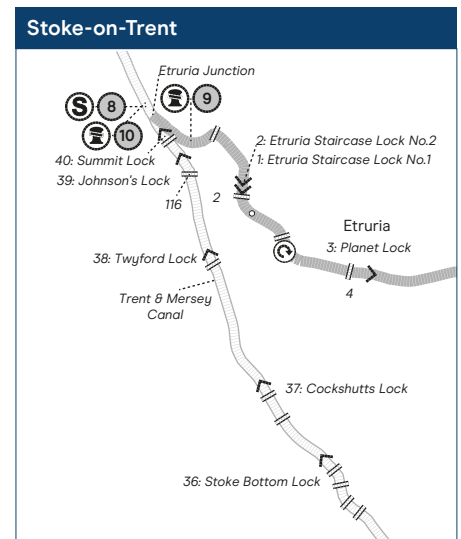 Stoke-on-Trent
Etruria Junction
S 8
9
10
2: Etruria Staircase Lock No.2
1: Etruria Staircase Lock No.1
40: Summit Lock
39: Johnson's Lock
116
2
Etruria
3: Planet Lock
38: Twyford Lock
4
Trent & Mersey
Canal
37: Cockshutts Lock
36: Stoke Bottom Lock